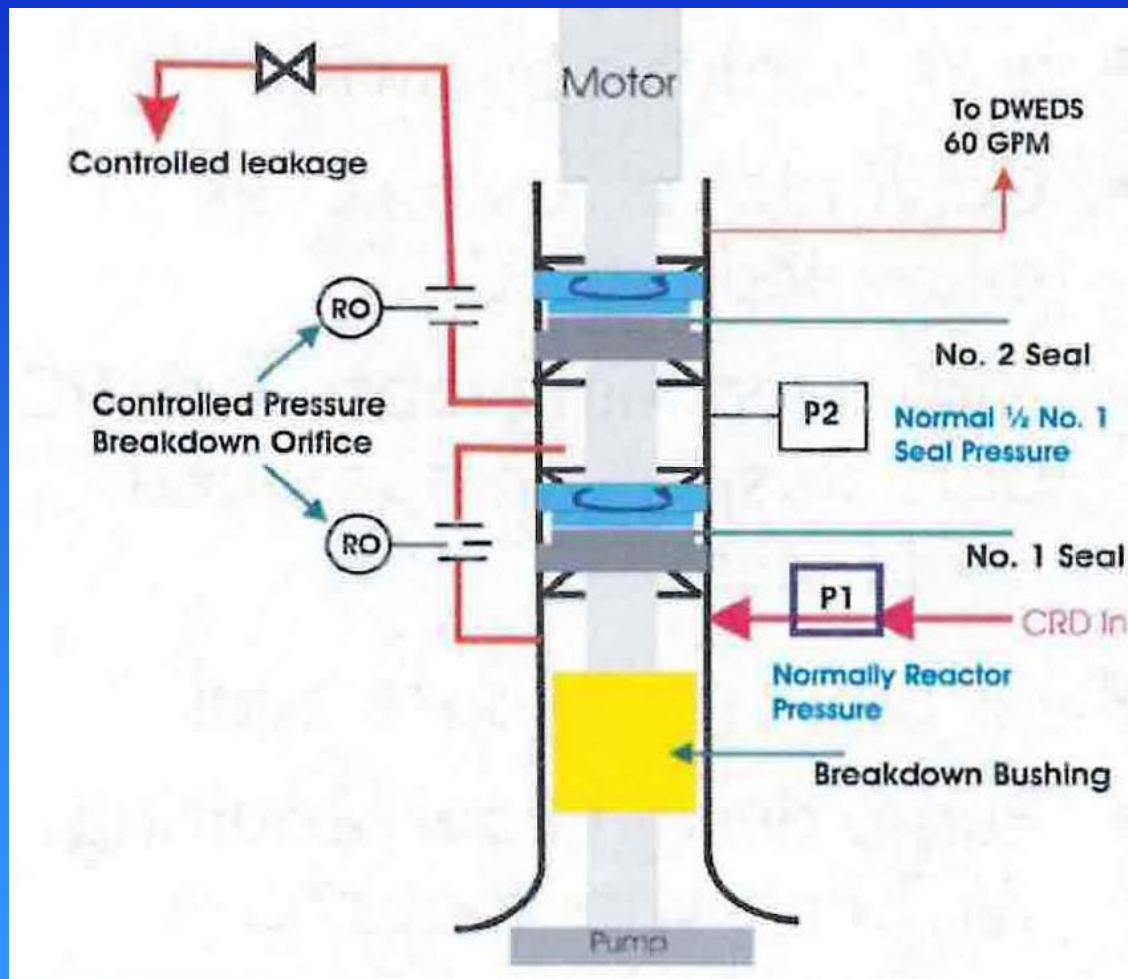 Motor
To DWEDS
60 GPM
Controlled leakage
RO
No. 2 Seal
Controlled Pressure
Breakdown Orifice
P2
Normal ½ No. 1
Seal Pressure
RO
No. 1 Seal
P1
CRD In
Normally Reactor
Pressure
Breakdown Bushing
Pump